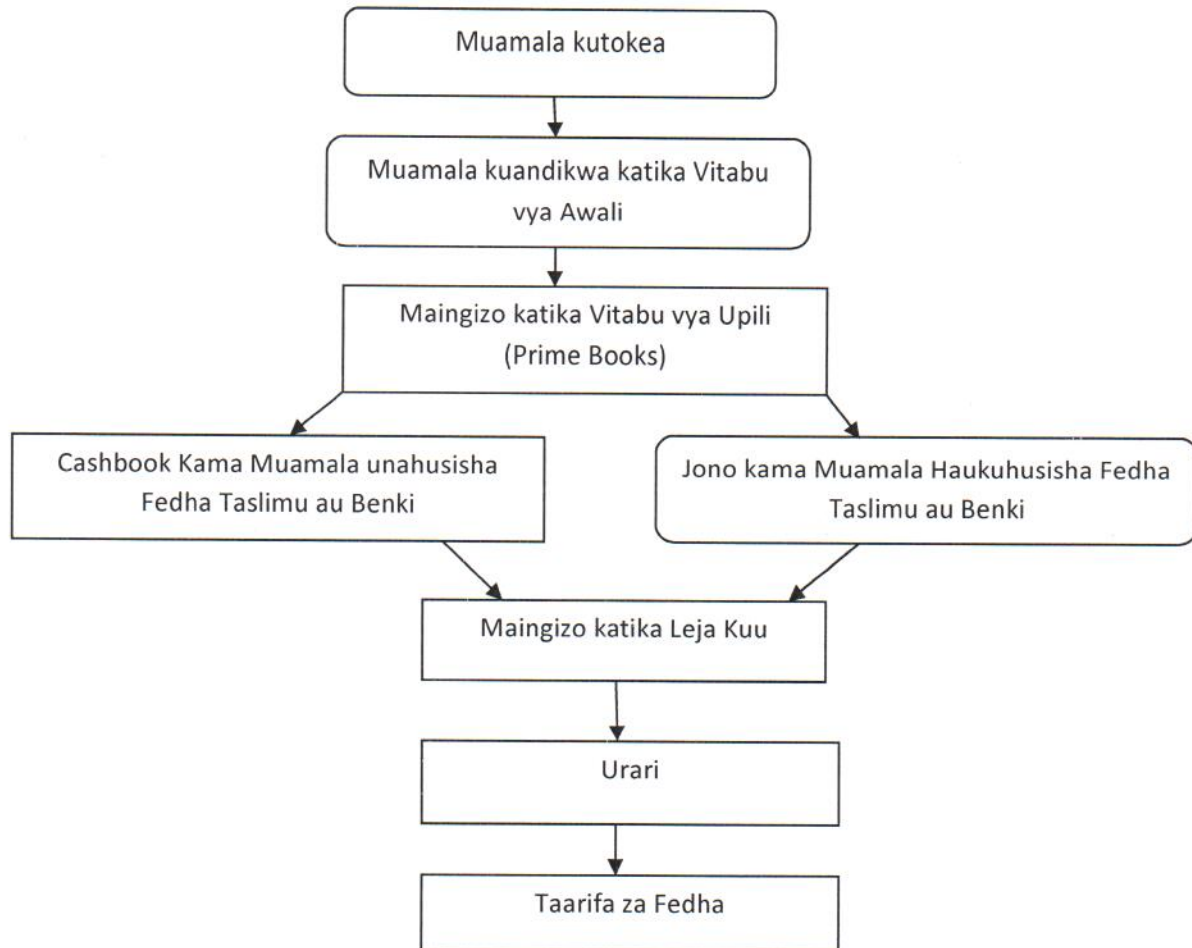 Muamala kutokea
Muamala kuandikwa katika Vitabu
vya Awali
Maingizo katika Vitabu vya Upili
(Prime Books)
Cashbook Kama Muamala unahusisha
Fedha Taslimu au Benki
Jono kama Muamala Haukuhusisha Fedha
Taslimu au Benki
Maingizo katika Leja Kuu
Urari
Taarifa za Fedha